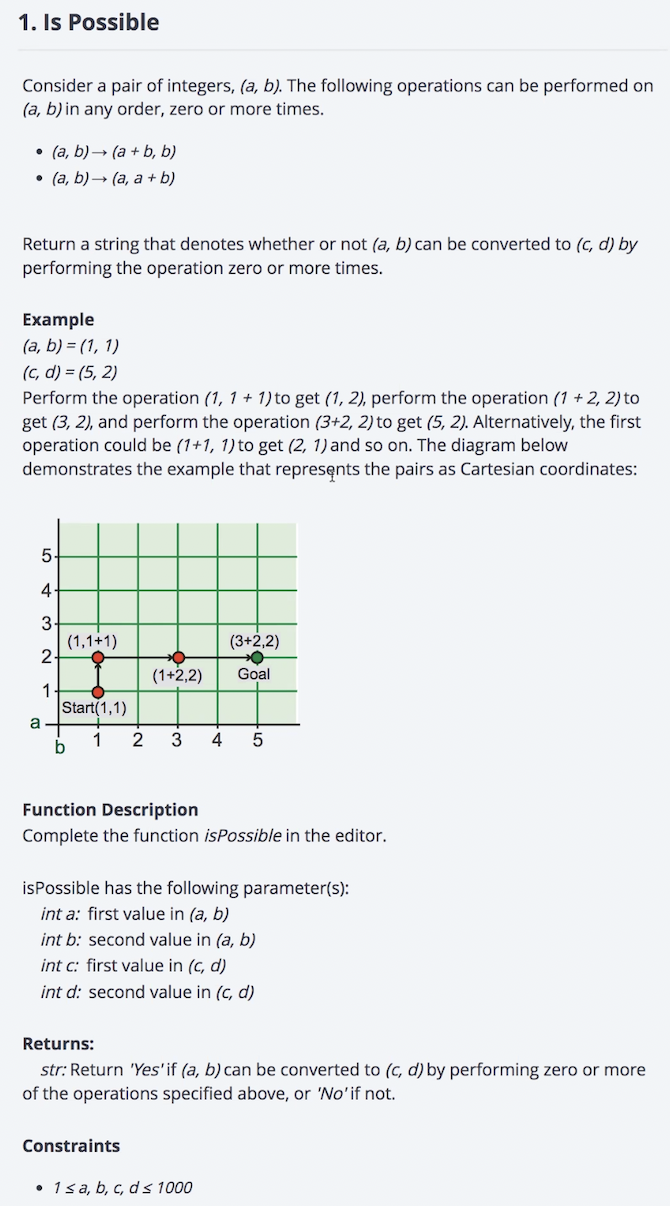 1. Is Possible
Consider a pair of integers, (a, b). The following operations can be performed on
(a, b) in any order, zero or more times.
• (a, b) → (a + b, b)
• (a, b) → (a, a + b)
Return a string that denotes whether or not (a, b) can be converted to (c, d) by
performing the operation zero or more times.
Example
(a, b) = (1, 1)
(c, d) = (5, 2)
Perform the operation (1, 1 + 1) to get (1, 2), perform the operation (1 + 2, 2) to
get (3, 2), and perform the operation (3+2, 2) to get (5, 2). Alternatively, the first
operation could be (1+1, 1) to get (2, 1) and so on. The diagram below
demonstrates the example that represents the pairs as Cartesian coordinates:
5
4
3
(1,1+1) (3+2,2)
2
(1+2,2) Goal
1
Start(1,1)
a
b 1 2 3 4 5
Function Description
Complete the function isPossible in the editor.
isPossible has the following parameter(s):
int a: first value in (a, b)
int b: second value in (a, b)
int c: first value in (c, d)
int d: second value in (c, d)
Returns:
str: Return 'Yes' if (a, b) can be converted to (c, d) by performing zero or more
of the operations specified above, or 'No' if not.
Constraints
• 1 ≤ a, b, c, d ≤ 1000